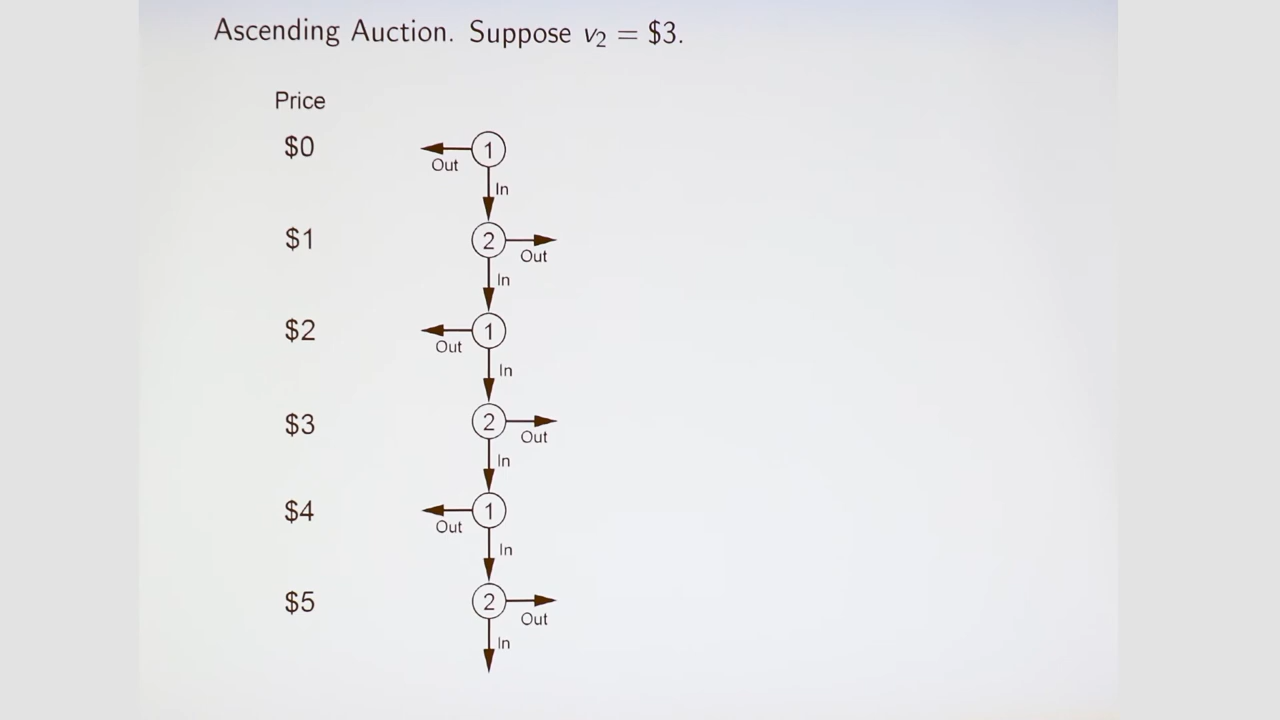 Ascending Auction. Suppose v₂ = $3.
Price
$0
1
Out
In
$1
2
Out
In
$2
1
Out
In
$3
2
Out
In
$4
1
Out
In
$5
2
Out
In